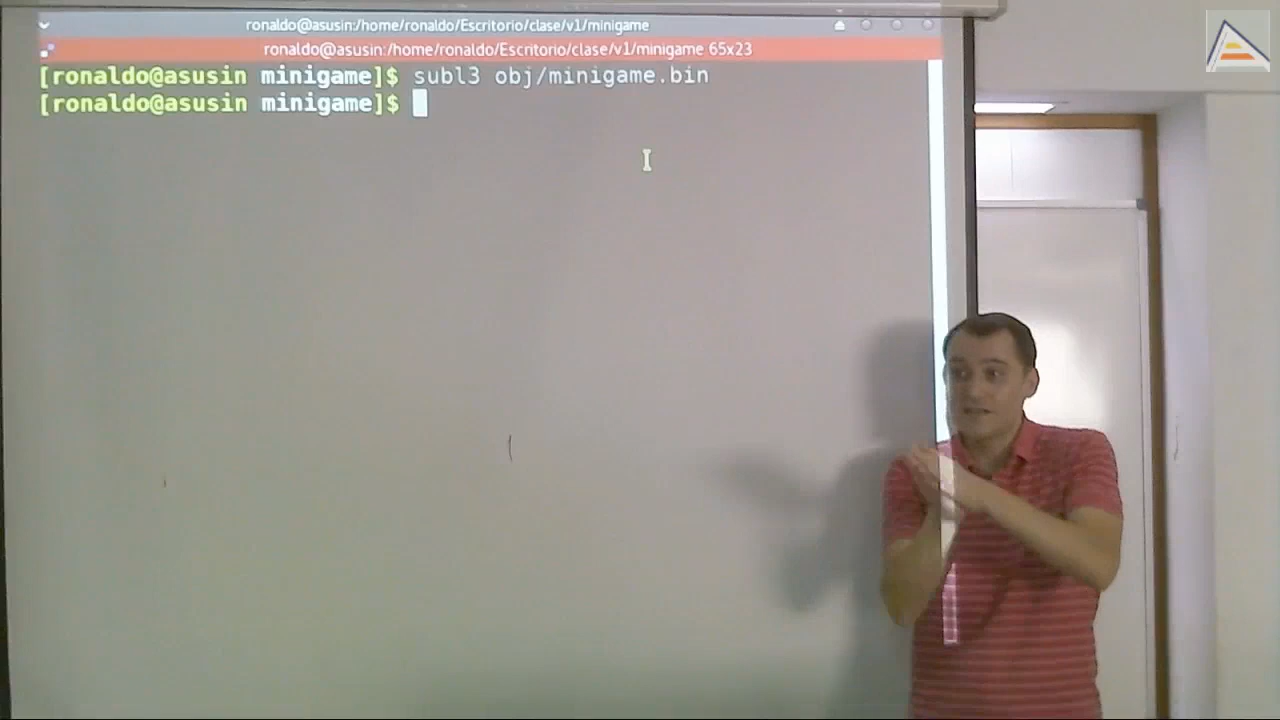 ronaldo@asusin:/home/ronaldo/Escritorio/clase/v1/minigame
ronaldo@asusin:/home/ronaldo/Escritorio/clase/v1/minigame 65x23
[ronaldo@asusin minigame]$ subl3 obj/minigame.bin
[ronaldo@asusin minigame]$